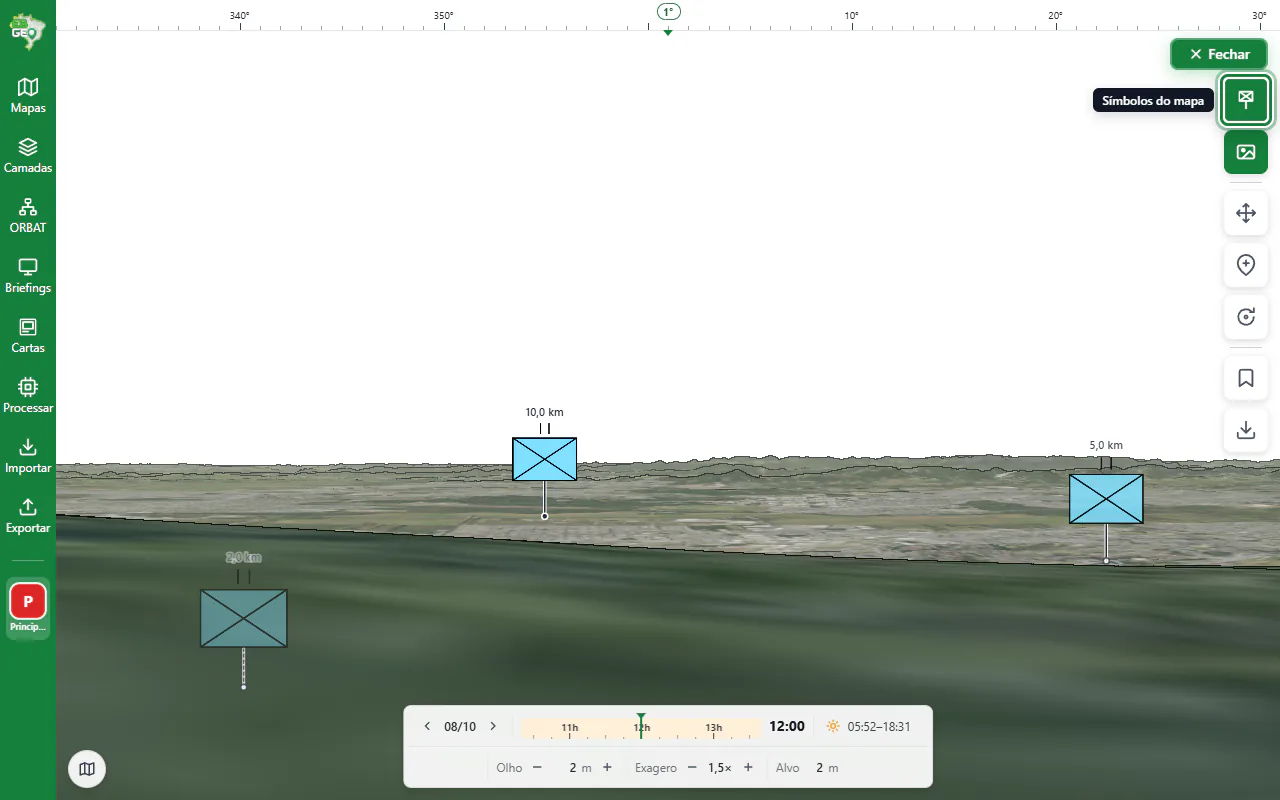 340°
350°
1°
10°
20°
30°
EB
GEO
Fechar
Símbolos do mapa
Mapas
Camadas
ORBAT
Briefings
Cartas
Processar
Importar
Exportar
P
Princip...
10,0 km
5,0 km
2,0 km
08/10
11h
12h
13h
12:00
05:52–18:31
Olho − 2 m +
Exagero − 1,5× +
Alvo 2 m